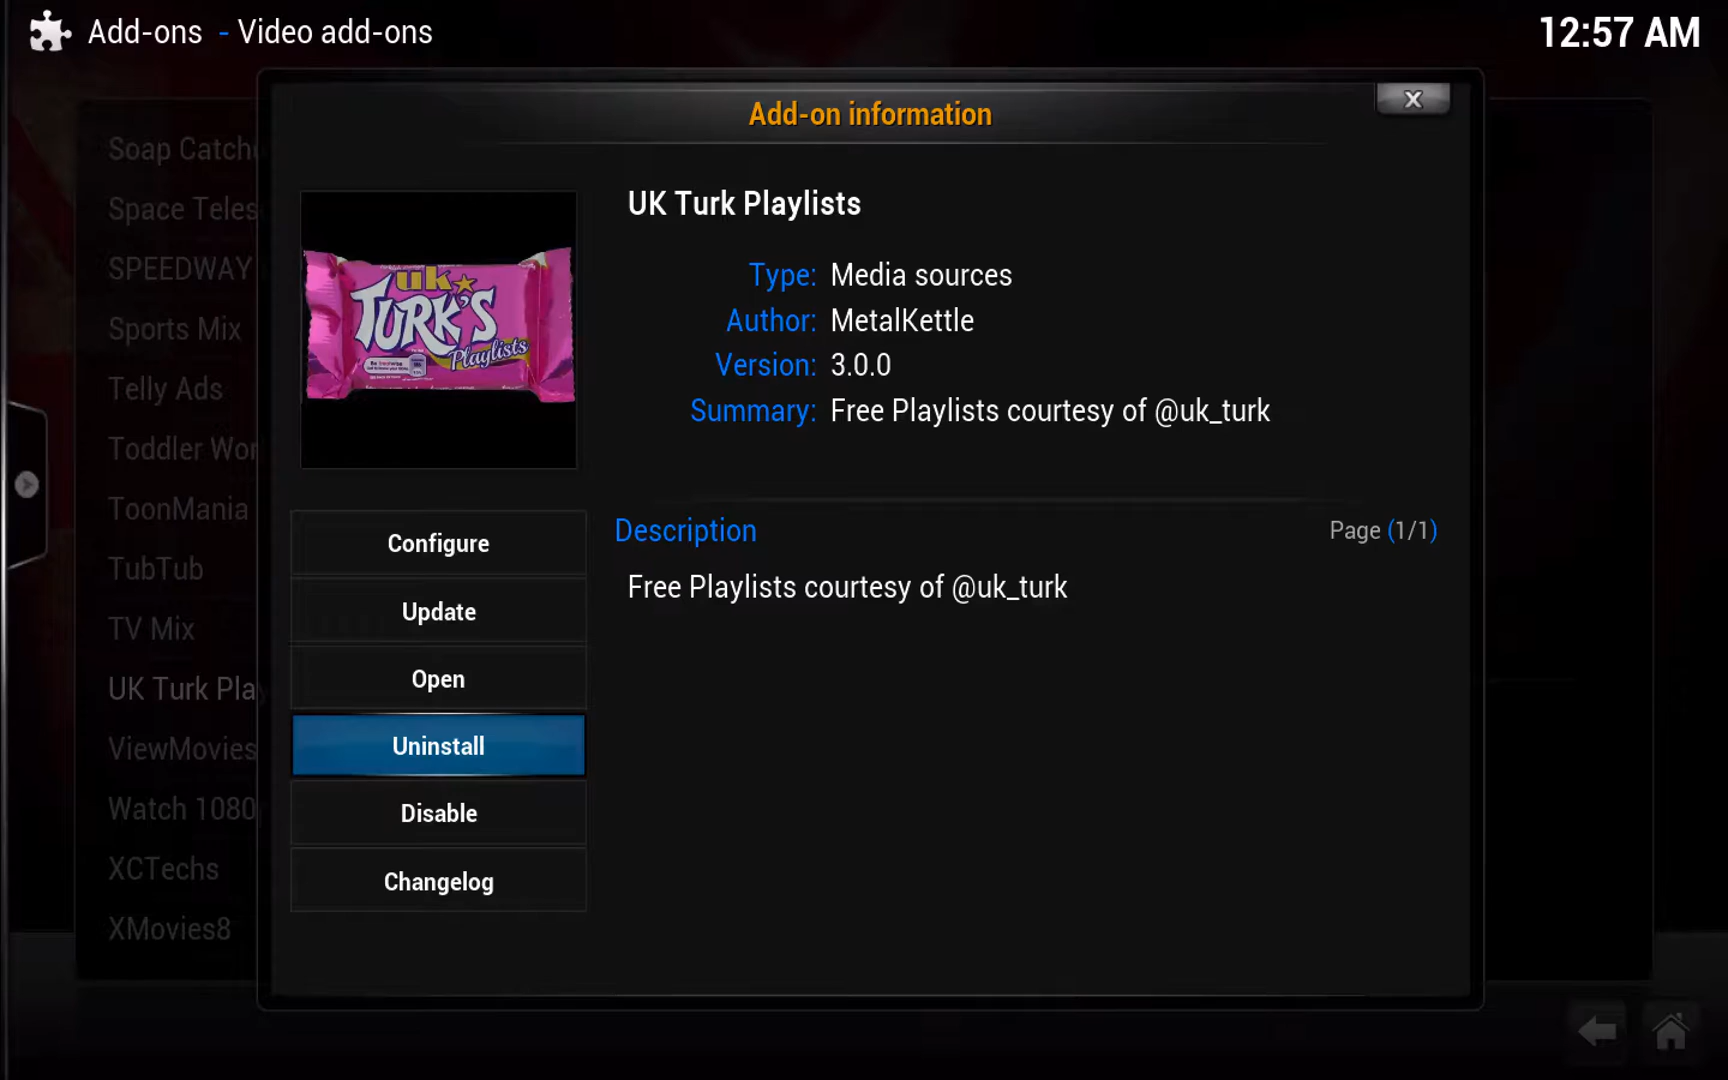 Add-ons - Video add-ons
12:57 AM
Add-on information
X
Soap Catch
Space Teles
SPEEDWAY
Sports Mix
Telly Ads
Toddler Wor
ToonMania
TubTub
TV Mix
UK Turk Play
ViewMovies
Watch 1080
XCTechs
XMovies8
uk
TURK'S
Playlists
UK Turk Playlists
Type: Media sources
Author: MetalKettle
Version: 3.0.0
Summary: Free Playlists courtesy of @uk_turk
Configure
Update
Open
Uninstall
Disable
Changelog
Description
Page (1/1)
Free Playlists courtesy of @uk_turk